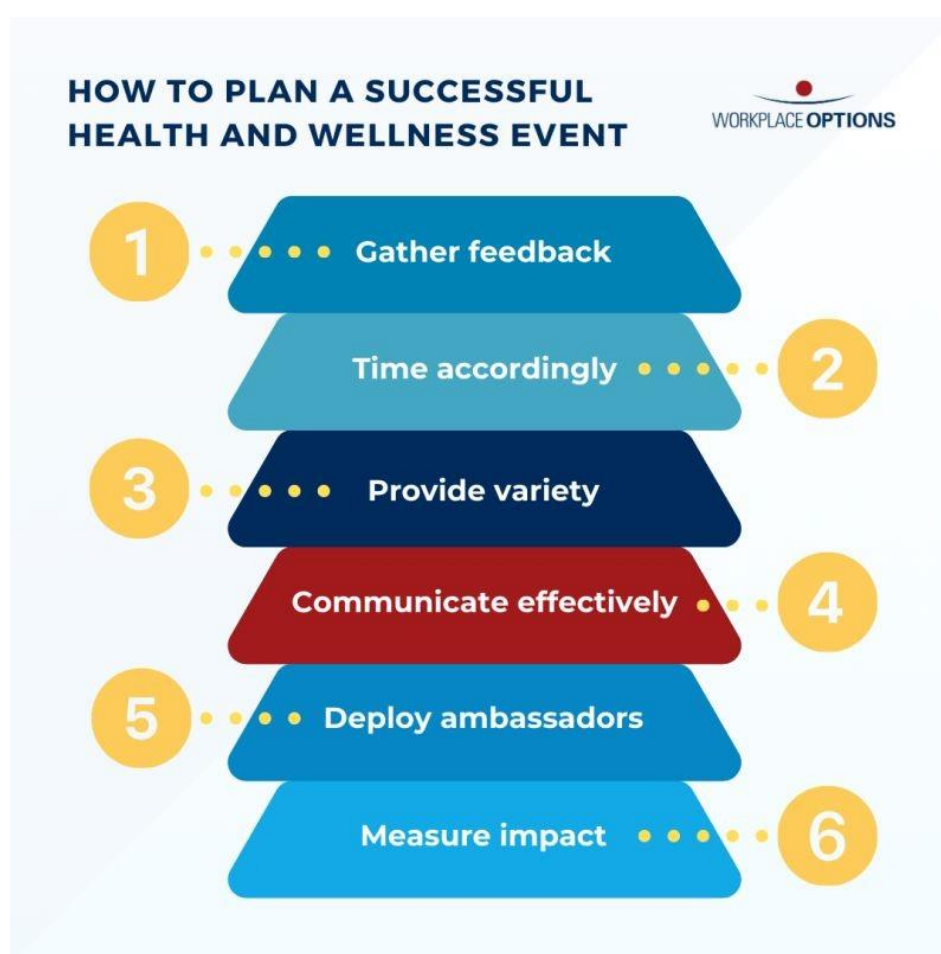 HOW TO PLAN A SUCCESSFUL
HEALTH AND WELLNESS EVENT
WORKPLACE OPTIONS
1 Gather feedback
Time accordingly 2
3 Provide variety
Communicate effectively 4
5 Deploy ambassadors
Measure impact 6